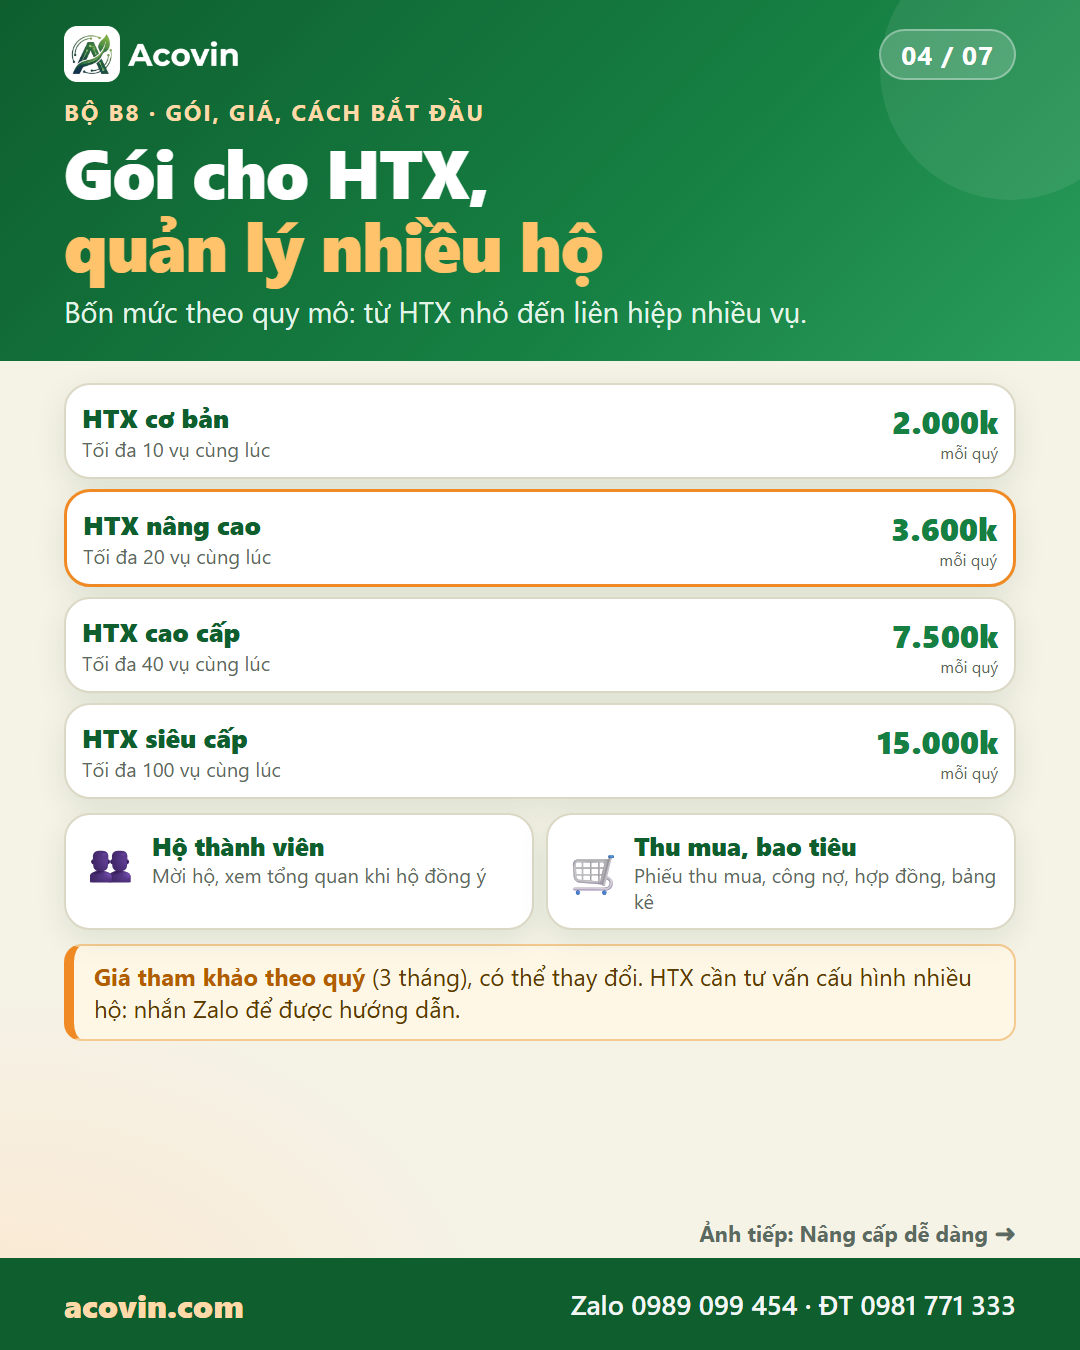 Acovin
04 / 07
BỘ B8 · GÓI, GIÁ, CÁCH BẮT ĐẦU
Gói cho HTX,
quản lý nhiều hộ
Bốn mức theo quy mô: từ HTX nhỏ đến liên hiệp nhiều vụ.
HTX cơ bản
Tối đa 10 vụ cùng lúc
2.000k
mỗi quý
HTX nâng cao
Tối đa 20 vụ cùng lúc
3.600k
mỗi quý
HTX cao cấp
Tối đa 40 vụ cùng lúc
7.500k
mỗi quý
HTX siêu cấp
Tối đa 100 vụ cùng lúc
15.000k
mỗi quý
Hộ thành viên
Mời hộ, xem tổng quan khi hộ đồng ý
Thu mua, bao tiêu
Phiếu thu mua, công nợ, hợp đồng, bảng
kê
Giá tham khảo theo quý (3 tháng), có thể thay đổi. HTX cần tư vấn cấu hình nhiều
hộ: nhắn Zalo để được hướng dẫn.
Ảnh tiếp: Nâng cấp dễ dàng ➜
acovin.com
Zalo 0989 099 454 · ĐT 0981 771 333